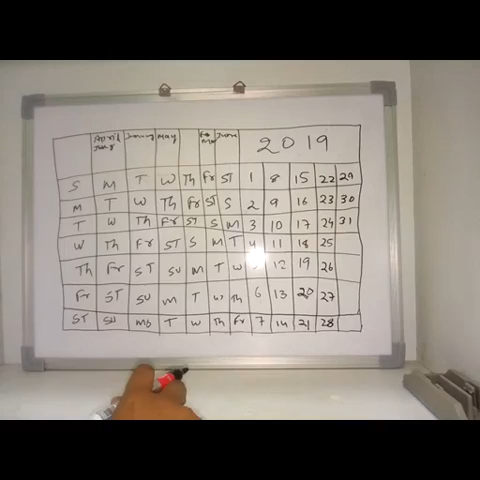 April January May Feb June 2019
July Mar
S M T W Th Fr ST 1 8 15 22 29
M T W Th Fr ST S 2 9 16 23 30
T W Th Fr ST S M 3 10 17 24 31
W Th Fr ST S M T 4 11 18 25
Th Fr ST SU M T W 12 19 26
Fr ST SU M T W Th 6 13 20 27
ST SU MO T W Th Fr 7 14 21 28